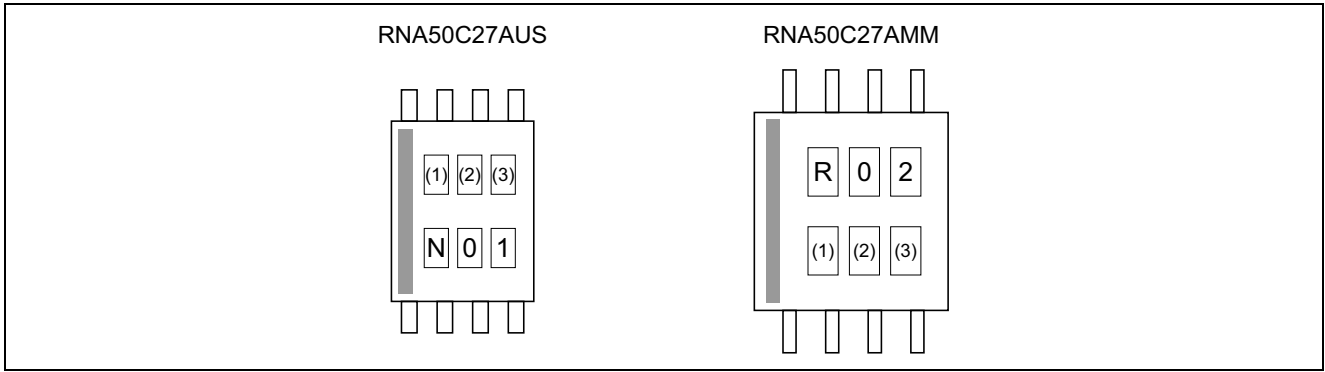 RNA50C27AUS
(1) (2) (3)
N 0 1
RNA50C27AMM
R 0 2
(1) (2) (3)